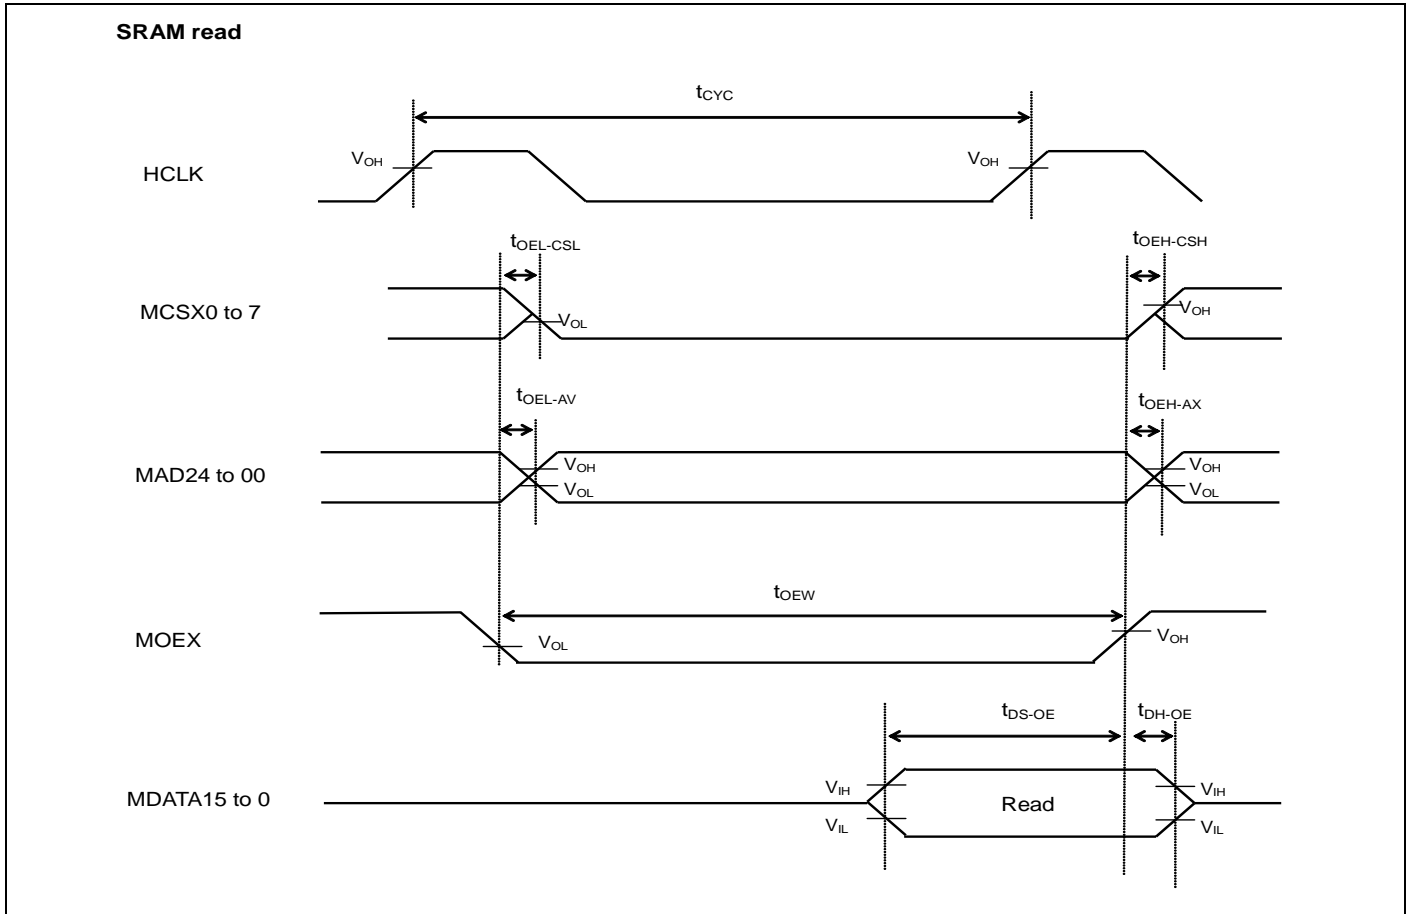 SRAM read
tCYC
HCLK
VOH
VOH
tOEL-CSL
tOEH-CSH
MCSX0 to 7
VOL
VOH
tOEL-AV
tOEH-AX
MAD24 to 00
VOH
VOH
VOL
VOL
tOEW
MOEX
VOL
VOH
tDS-OE
tDH-OE
MDATA15 to 0
VIH
Read
VIH
VIL
VIL